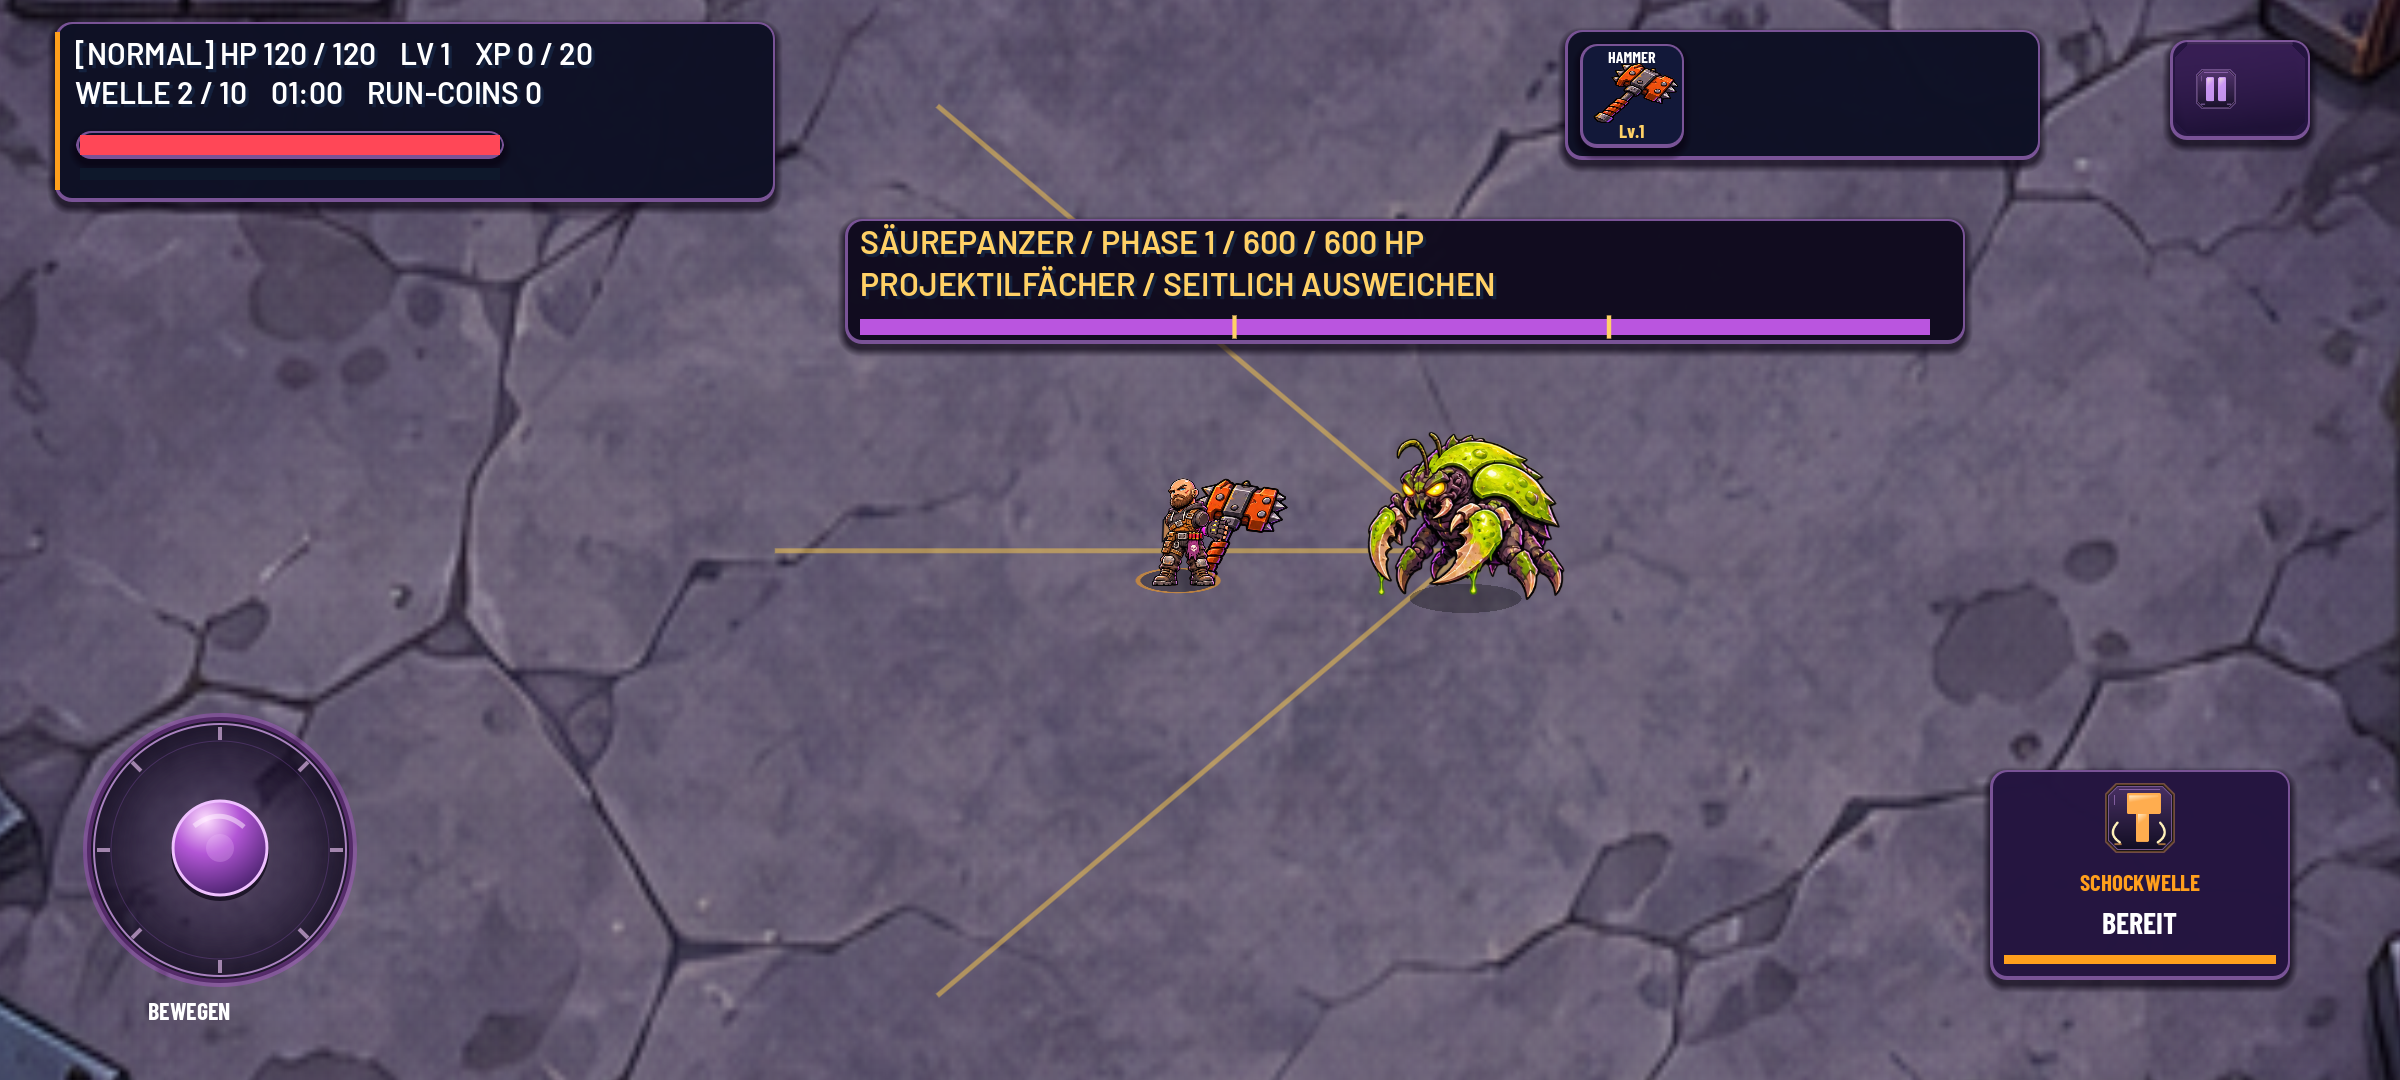 [NORMAL] HP 120 / 120 LV 1 XP 0 / 20
WELLE 2 / 10 01:00 RUN-COINS 0
HAMMER
Lv.1
SÄUREPANZER / PHASE 1 / 600 / 600 HP
PROJEKTILFÄCHER / SEITLICH AUSWEICHEN
SCHOCKWELLE
BEREIT
BEWEGEN